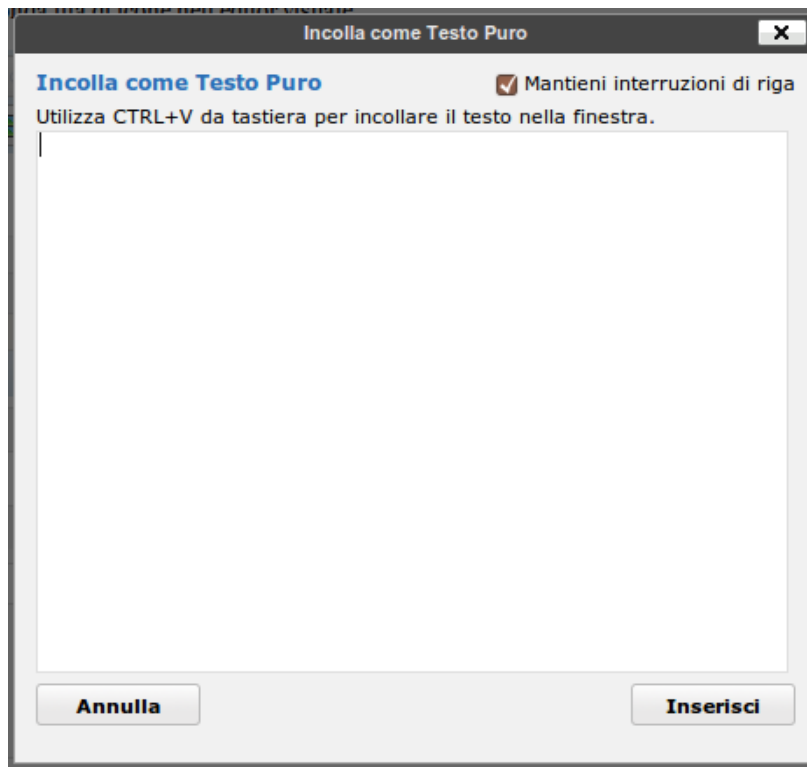 Incolla come Testo Puro
Incolla come Testo Puro
Mantieni interruzioni di riga
Utilizza CTRL+V da tastiera per incollare il testo nella finestra.
Annulla
Inserisci